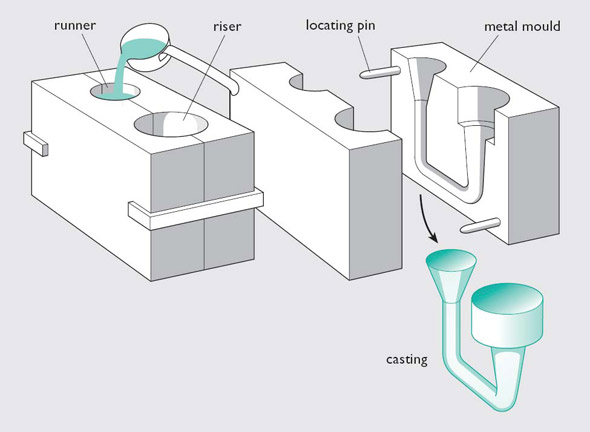 runner
riser
locating pin
metal mould
casting